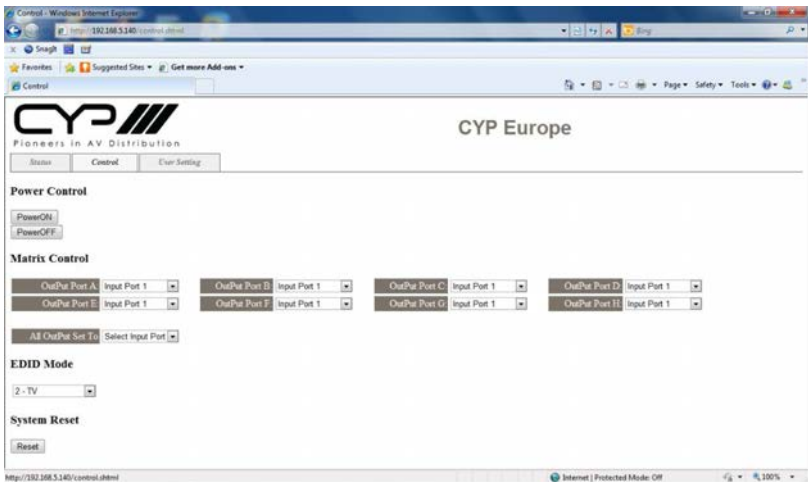 Control - Windows Internet Explorer
http://192.168.5.140/control.shtml
Bing
x Snagit
Favorites Suggested Sites Get more Add-ons
Control
Page Safety Tools
CYP
Pioneers in AV Distribution
CYP Europe
Status Control User Setting
Power Control
PowerON
PowerOFF
Matrix Control
OutPut Port A: Input Port 1 OutPut Port B: Input Port 1 OutPut Port C: Input Port 1 OutPut Port D: Input Port 1
OutPut Port E: Input Port 1 OutPut Port F: Input Port 1 OutPut Port G: Input Port 1 OutPut Port H: Input Port 1
All OutPut Set To: Select Input Port
EDID Mode
2 - TV
System Reset
Reset
http://192.168.5.140/control.shtml Internet | Protected Mode: Off 100%